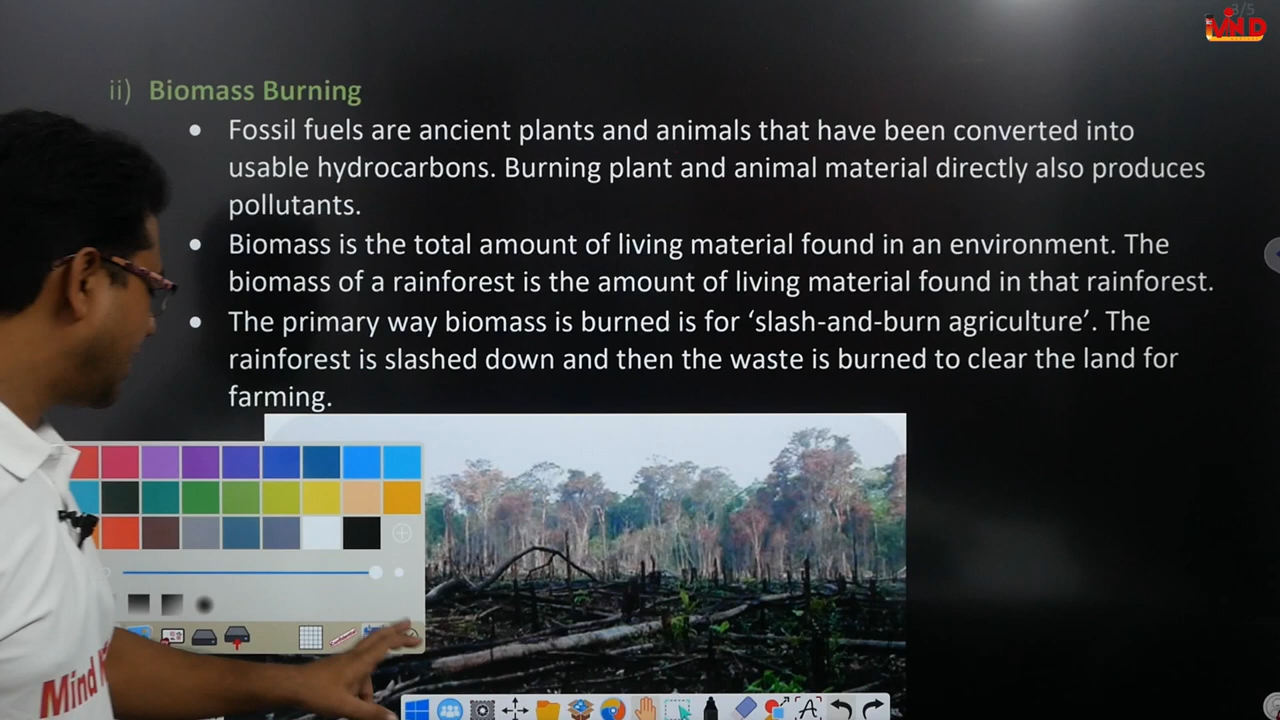 3/5
MIND
ii) Biomass Burning
• Fossil fuels are ancient plants and animals that have been converted into
usable hydrocarbons. Burning plant and animal material directly also produces
pollutants.
• Biomass is the total amount of living material found in an environment. The
biomass of a rainforest is the amount of living material found in that rainforest.
• The primary way biomass is burned is for ‘slash-and-burn agriculture’. The
rainforest is slashed down and then the waste is burned to clear the land for
farming.
Mind
A